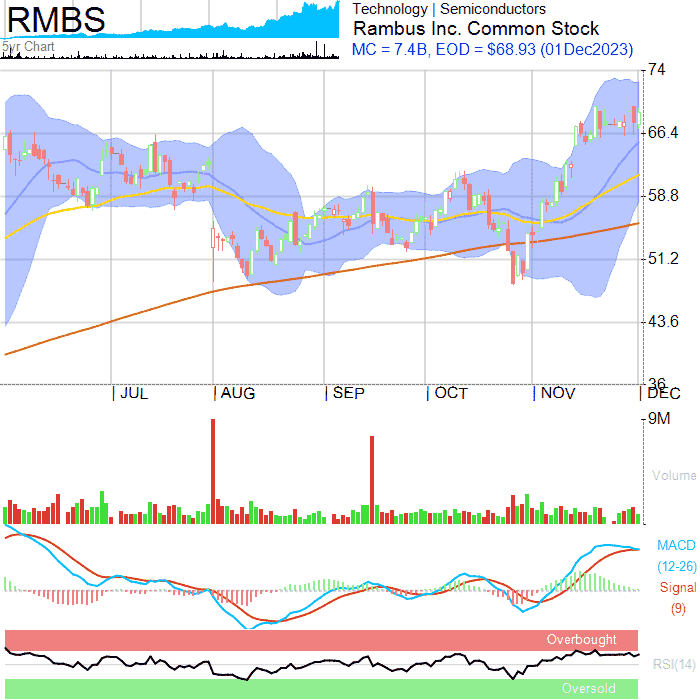 RMBS
5yr Chart
Technology | Semiconductors
Rambus Inc. Common Stock
MC = 7.4B, EOD = $68.93 (01Dec2023)
74
66.4
58.8
51.2
43.6
36
JUL AUG SEP OCT NOV DEC
9M
Volume
MACD
(12-26)
Signal
(9)
Overbought
RSI(14)
Oversold